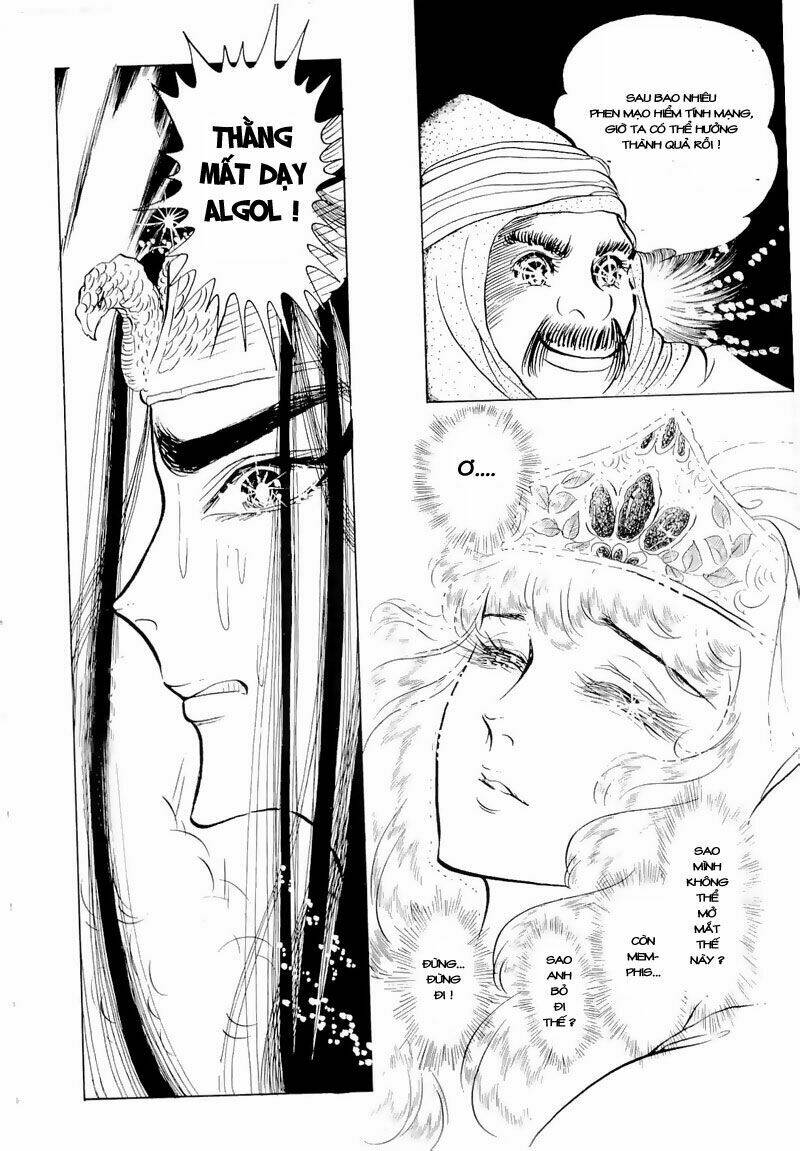 SAU BAO NHIÊU
PHEN MẠO HIỂM TÍNH MẠNG,
GIỜ TA CÓ THỂ HƯỞNG
THÀNH QUẢ RỒI !
THẰNG
MẤT DẠY
ALGOL !
Ơ....
SAO
MÌNH
KHÔNG
THỂ
MỞ
MẮT
THẾ
NÀY ?
CÒN
MEM-
PHIS...
SAO
ANH
BỎ
ĐI
THẾ ?
ĐỪNG...
ĐỪNG
ĐI !